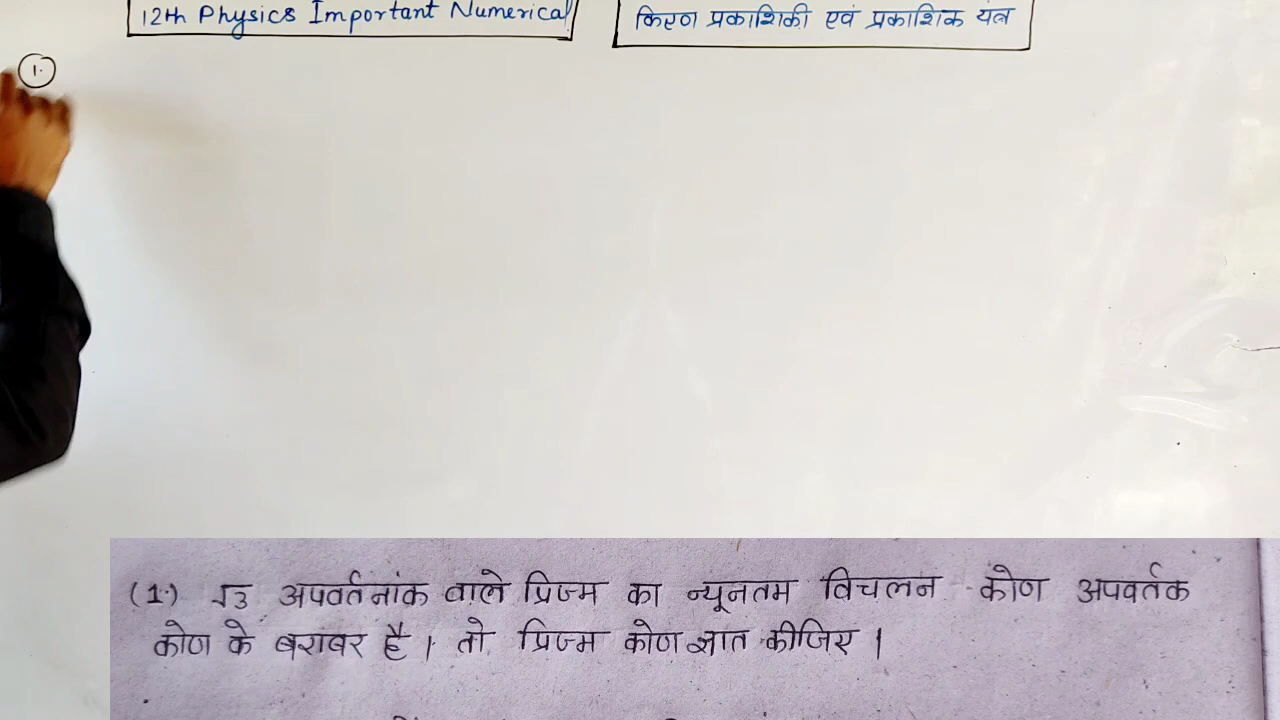 12th Physics Important Numerical
किरण प्रकाशिकी एवं प्रकाशिक यंत्र
1.
(1.) √3 अपवर्तनांक वाले प्रिज्म का न्यूनतम विचलन कोण अपवर्तक
कोण के बराबर है। तो प्रिज्म कोण ज्ञात कीजिए।